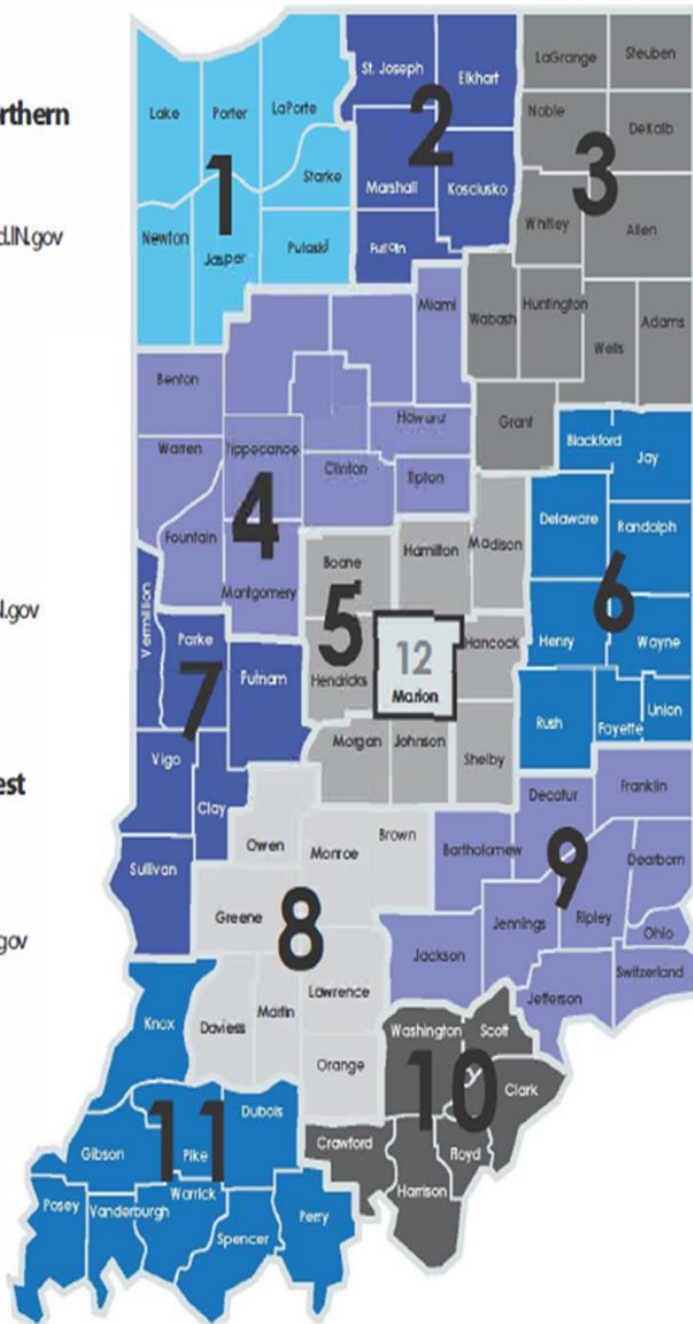 rthern
d.IN.gov
N.gov
est
gov
Lake
Porter
LaPorte
Starke
Newton
Jasper
Pulaski
1
St. Joseph
Elkhart
2
Marshall
Kosciusko
LaGrange
Steuben
Noble
DeKalb
3
Whitley
Allen
Wabash
Huntington
Wells
Adams
Grant
Miami
Benton
Howard
Warren
Tippecanoe
Clinton
Tipton
4
Fountain
Montgomery
Boone
Hamilton
Madison
5
Hancock
Hendricks
12
Marion
Morgan
Johnson
Shelby
Blackford
Jay
Delaware
Randolph
6
Henry
Wayne
Rush
Fayette
Union
Vermillion
Parke
7
Putnam
Vigo
Clay
Sullivan
Owen
Monroe
Brown
Greene
8
Lawrence
Daviess
Martin
Orange
Decatur
Franklin
Bartholomew
9
Dearborn
Jennings
Ripley
Ohio
Jackson
Switzerland
Jefferson
Washington
Scott
10
Clark
Crawford
Floyd
Harrison
Knox
Dubois
11
Gibson
Pike
Posey
Vanderburgh
Warrick
Spencer
Perry